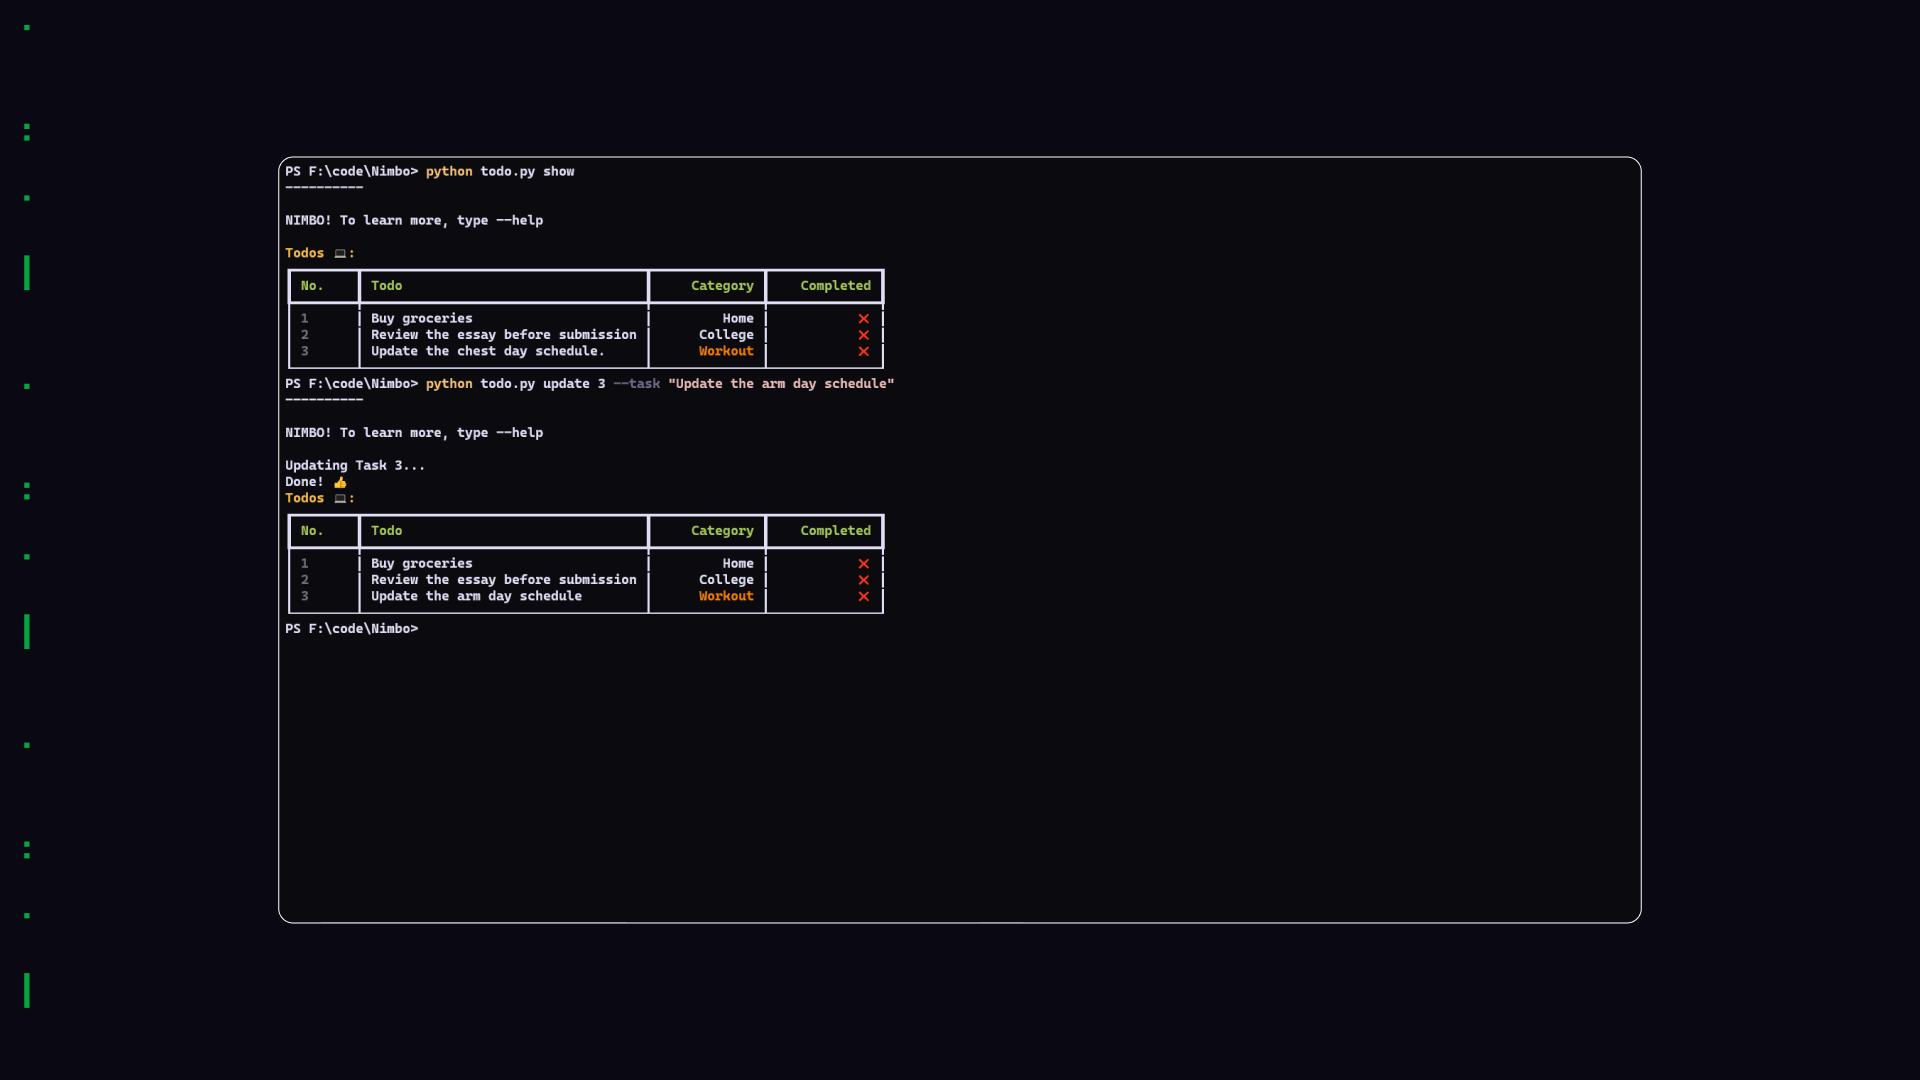 PS F:\code\Nimbo> python todo.py show
----------
NIMBO! To learn more, type --help
Todos 💻:
No. Todo Category Completed
1 Buy groceries Home ❌
2 Review the essay before submission College ❌
3 Update the chest day schedule. Workout ❌
PS F:\code\Nimbo> python todo.py update 3 --task "Update the arm day schedule"
----------
NIMBO! To learn more, type --help
Updating Task 3...
Done! 👍
Todos 💻:
No. Todo Category Completed
1 Buy groceries Home ❌
2 Review the essay before submission College ❌
3 Update the arm day schedule Workout ❌
PS F:\code\Nimbo>